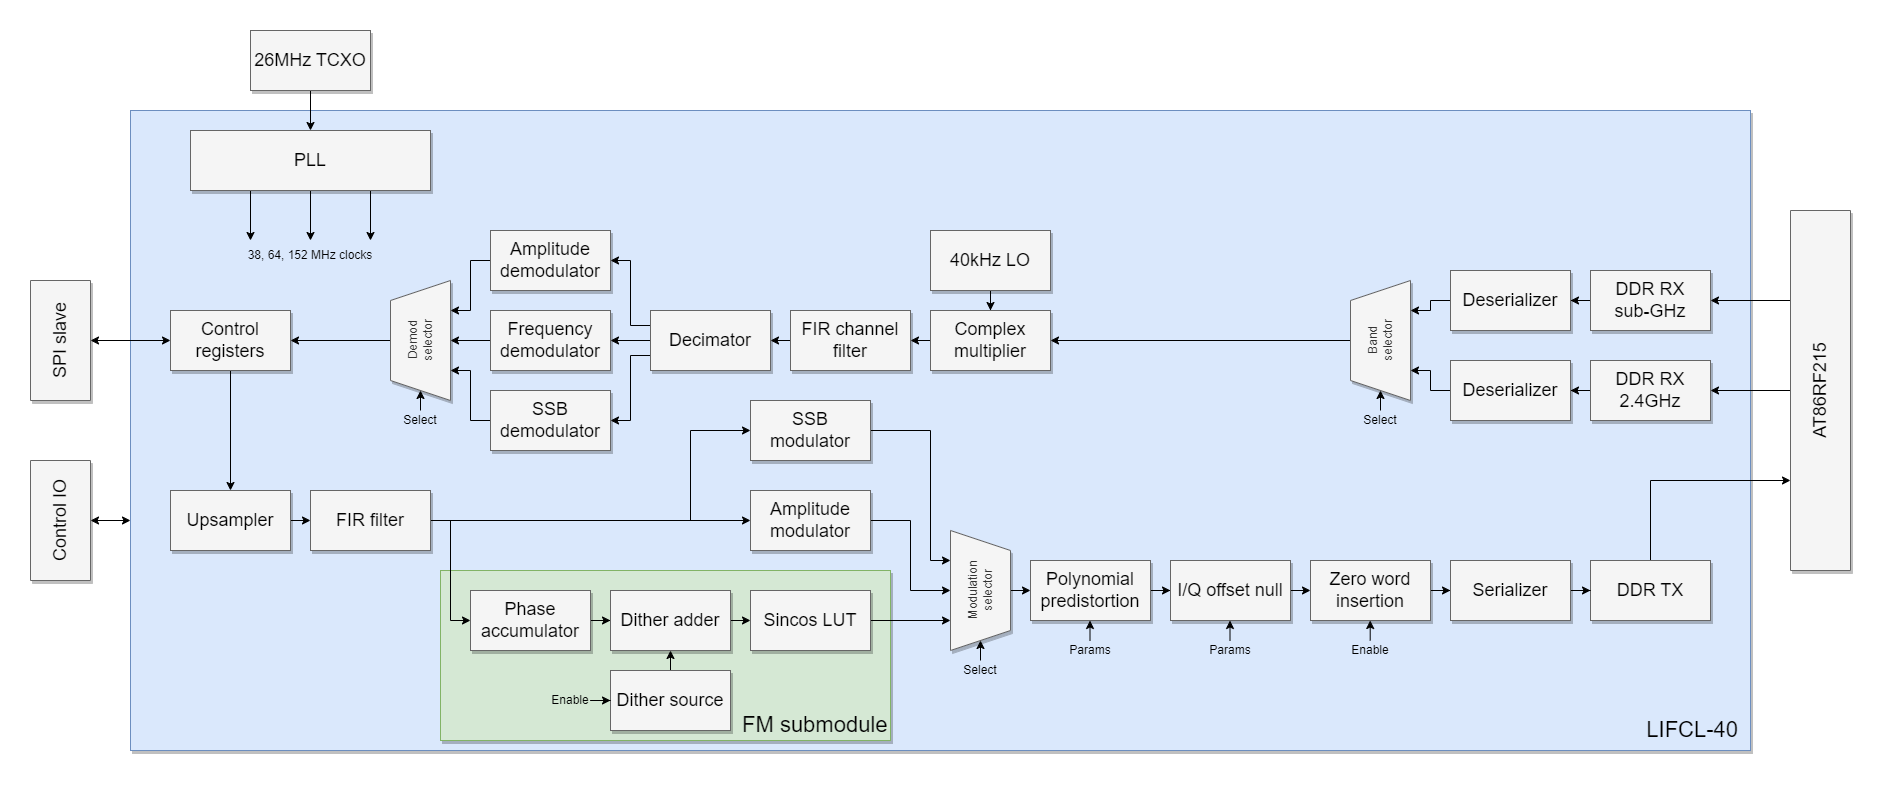 26MHz TCXO
PLL
38, 64, 152 MHz clocks
SPI slave
Control
registers
Demod
selector
Select
Amplitude
demodulator
Frequency
demodulator
SSB
demodulator
Decimator
FIR channel
filter
40kHz LO
Complex
multiplier
Band
selector
Select
Deserializer
DDR RX
sub-GHz
Deserializer
DDR RX
2.4GHz
AT86RF215
Control IO
Upsampler
FIR filter
SSB
modulator
Amplitude
modulator
Phase
accumulator
Dither adder
Sincos LUT
Enable
Dither source
FM submodule
Modulation
selector
Select
Polynomial
predistortion
Params
I/Q offset null
Params
Zero word
insertion
Enable
Serializer
DDR TX
LIFCL-40